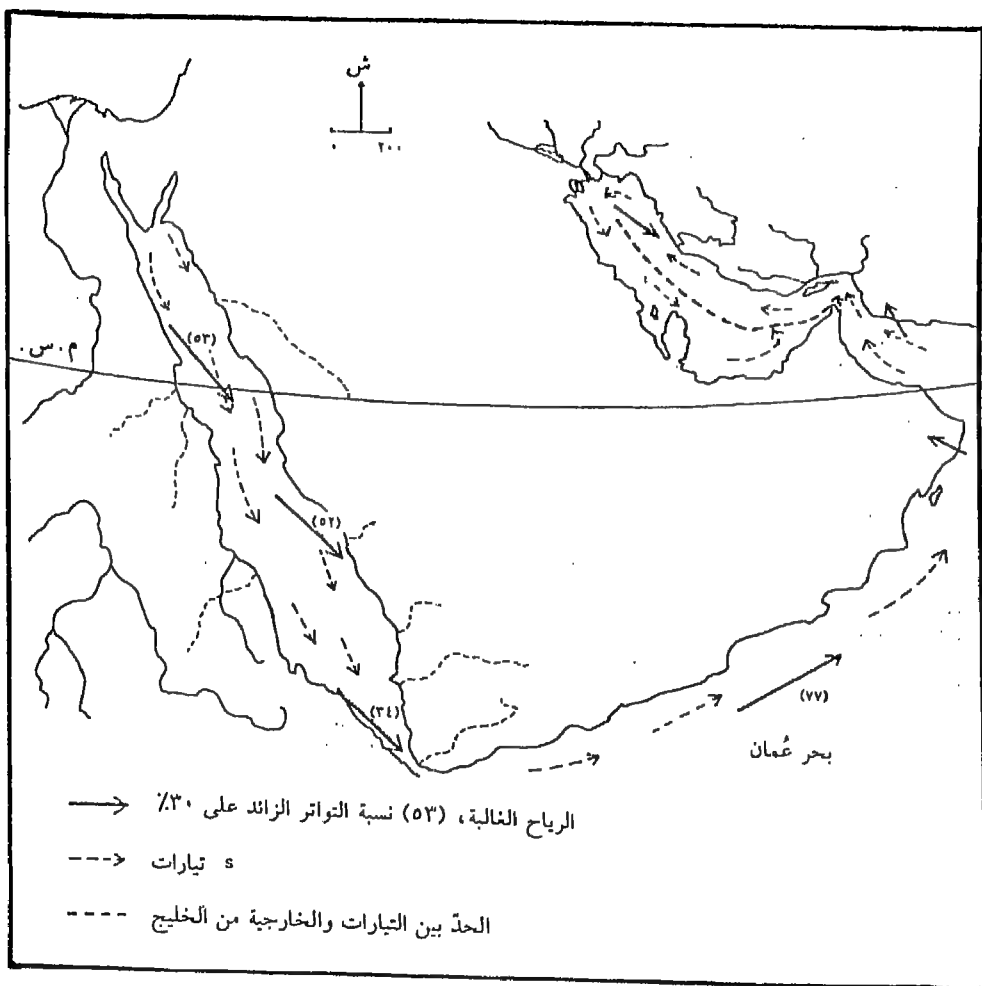 ش
٠ ٢٠٠
م.س.
(٥٣)
(٥٢)
(٣٤)
(٧٧)
بحر عُمان
الرياح الغالبة، (٥٣) نسبة التواتر الزائد على ٣٠٪
s تيارات
الحدّ بين التيارات والخارجية من الخليج